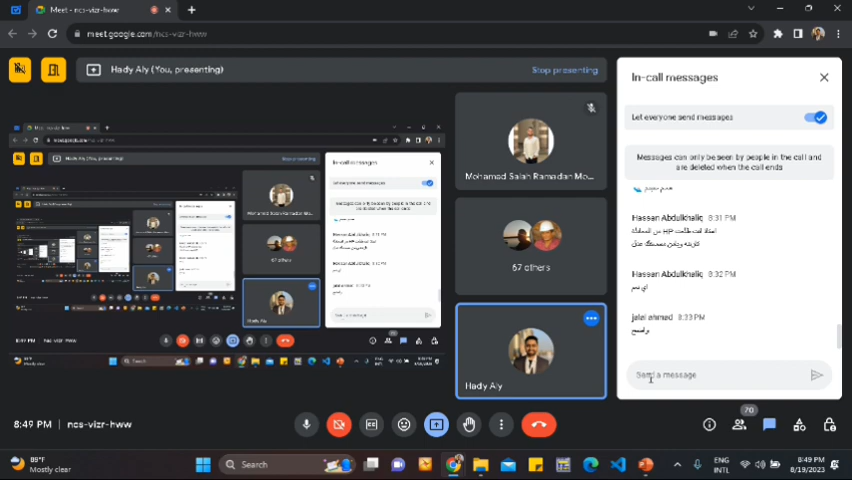 Meet - ncs-vizr-hww
meet.google.com/ncs-vizr-hww
Hady Aly (You, presenting)
Stop presenting
In-call messages
Let everyone send messages
Messages can only be seen by people in the call and
are deleted when the call ends
Hassan Abdulkhaliq 8:31 PM
Hassan Abdulkhaliq 8:32 PM
اي نعم
jalal ahmed 8:33 PM
واضح
Send a message
Mohamed Salah Ramadan Mo...
67 others
Hady Aly
8:49 PM | ncs-vizr-hww
70
89°F
Mostly clear
Search
ENG
INTL
8:49 PM
8/19/2023